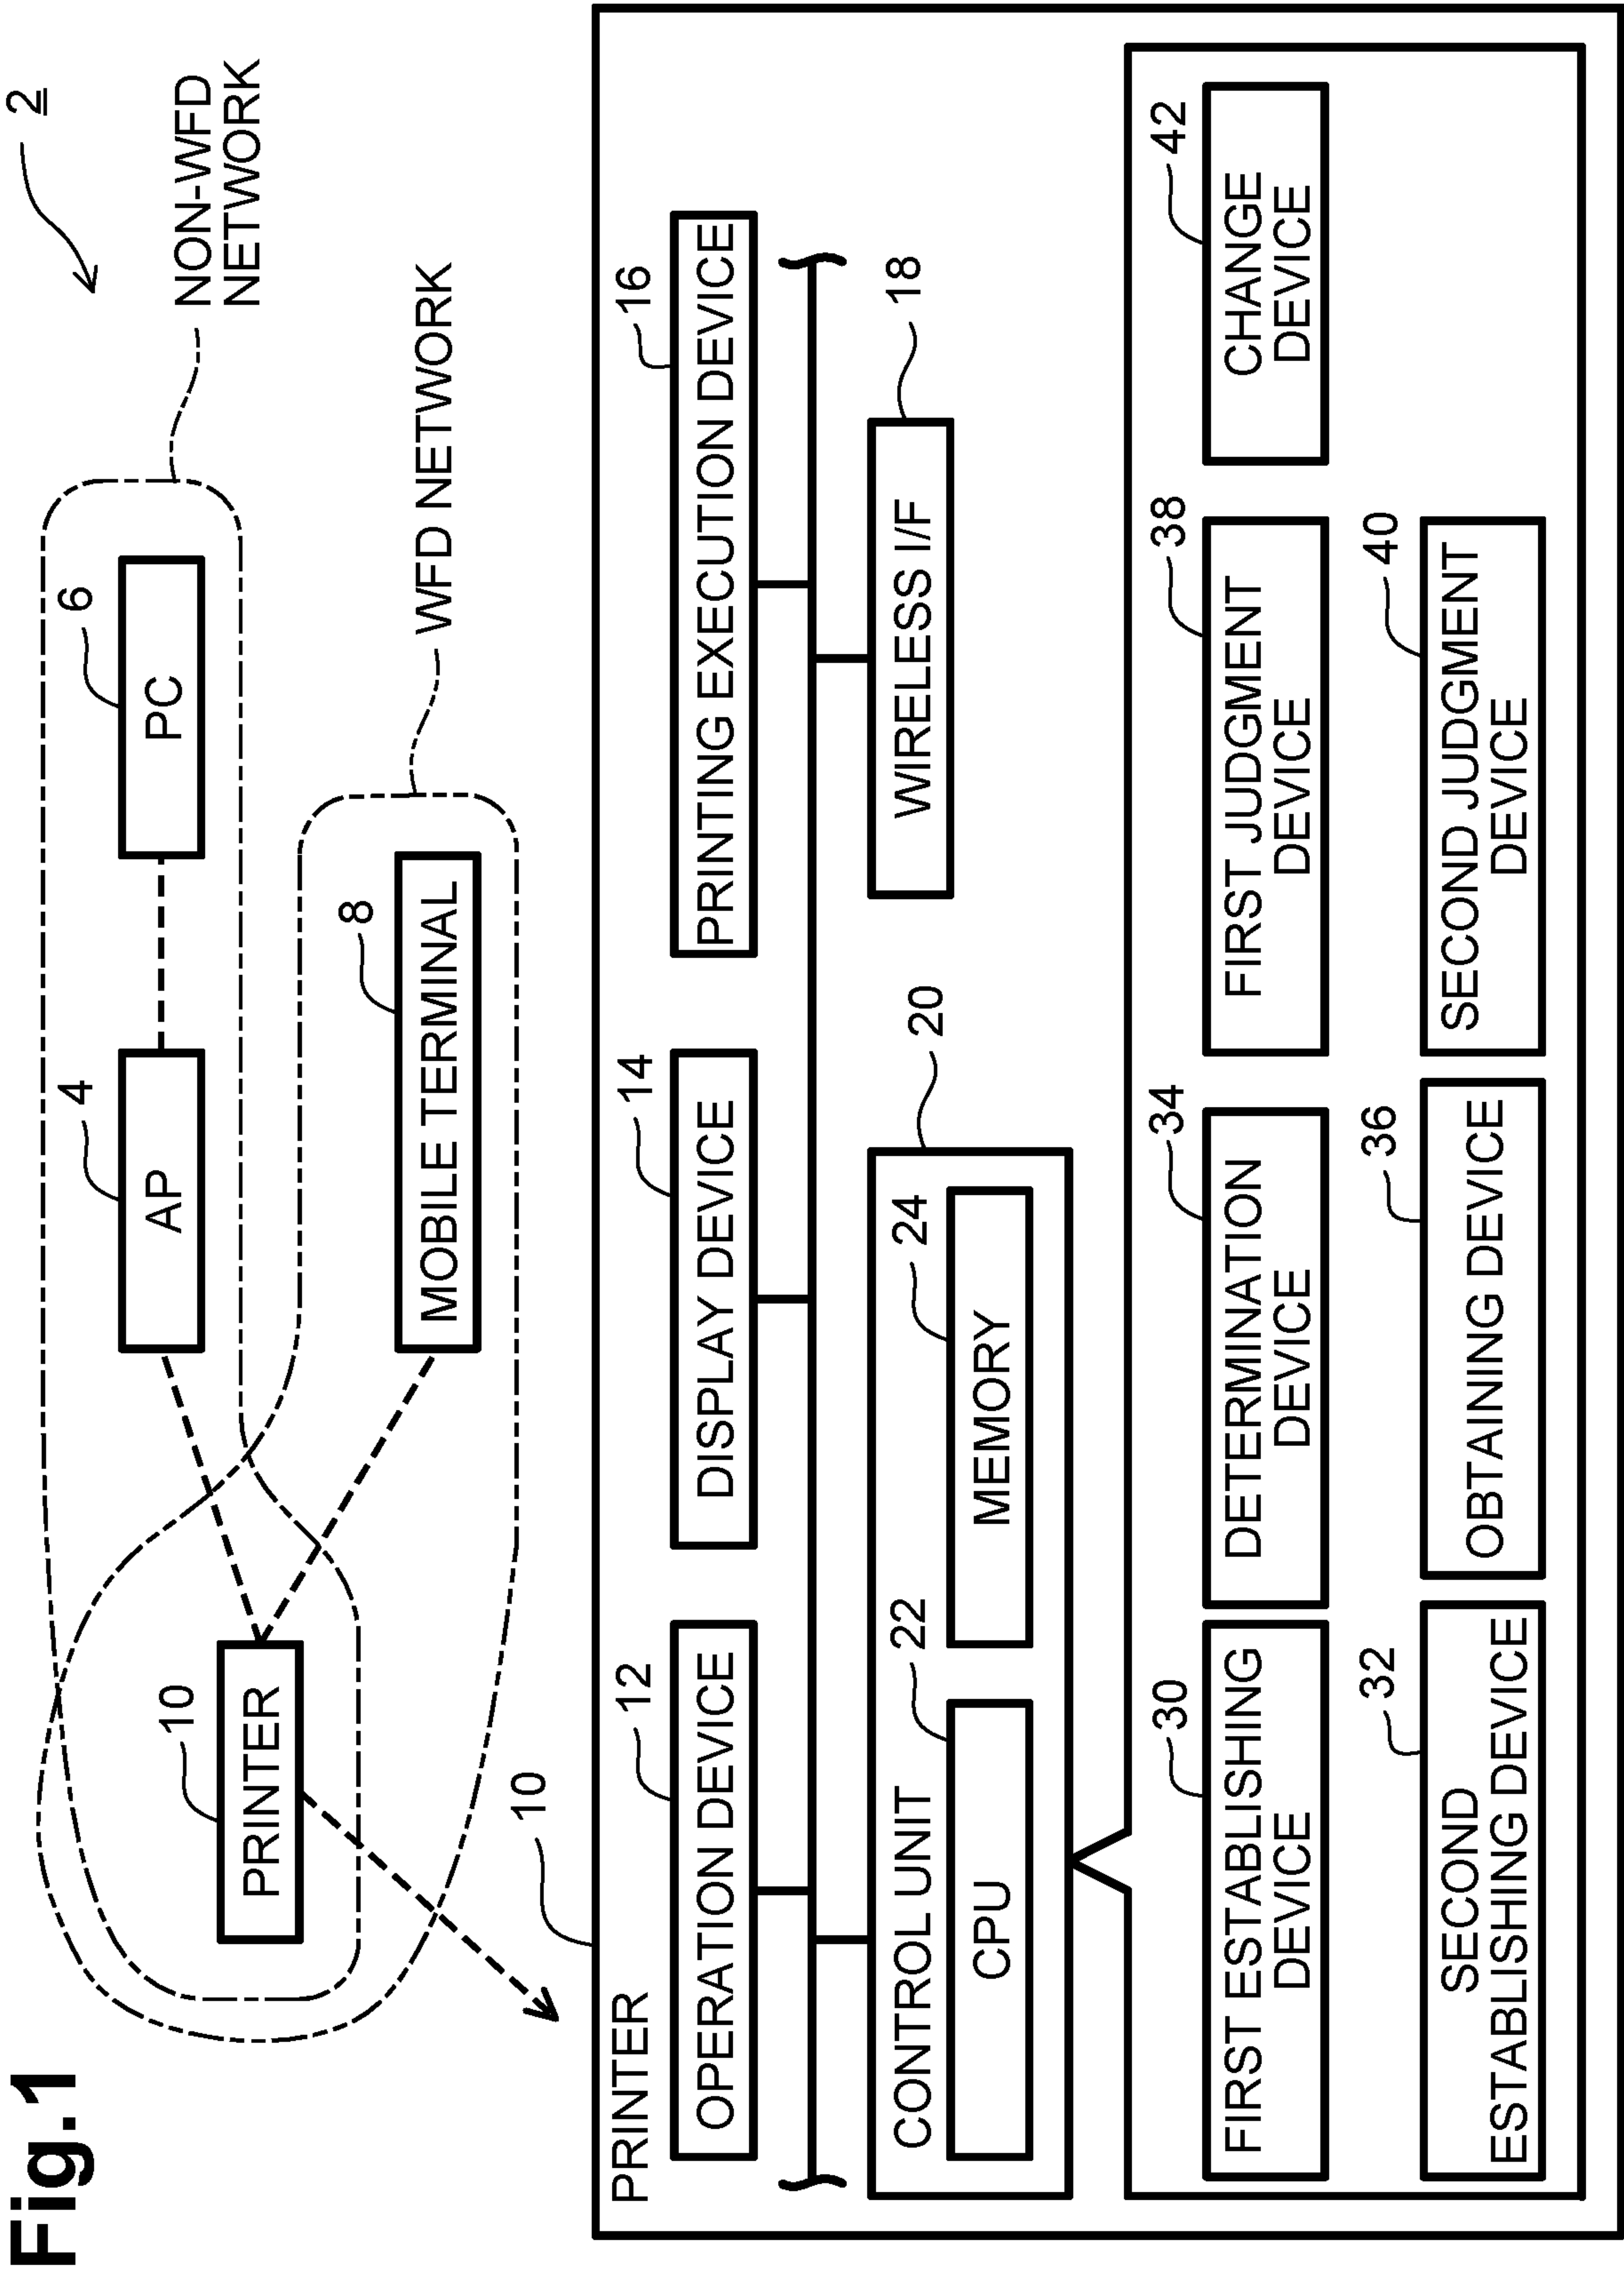 Fig.1
2
NON-WFD
NETWORK
4
AP
6
PC
WFD NETWORK
10
PRINTER
8
MOBILE TERMINAL
10
PRINTER
12
OPERATION DEVICE
14
DISPLAY DEVICE
16
PRINTING EXECUTION DEVICE
CONTROL UNIT
20
22
CPU
24
MEMORY
18
WIRELESS I/F
30
FIRST ESTABLISHING
DEVICE
34
DETERMINATION
DEVICE
38
FIRST JUDGMENT
DEVICE
42
CHANGE
DEVICE
32
SECOND
ESTABLISHING DEVICE
36
OBTAINING DEVICE
40
SECOND JUDGMENT
DEVICE